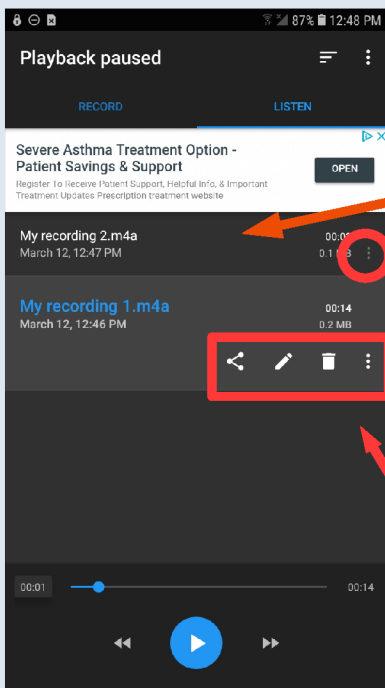 87% 12:48 PM
Playback paused
RECORD LISTEN
Severe Asthma Treatment Option -
Patient Savings & Support
Register To Receive Patient Support, Helpful Info, & Important
Treatment Updates Prescription treatment website
OPEN
My recording 2.m4a
March 12, 12:47 PM 0.1
My recording 1.m4a 00:14
March 12, 12:46 PM 0.2 MB
00:01 00:14